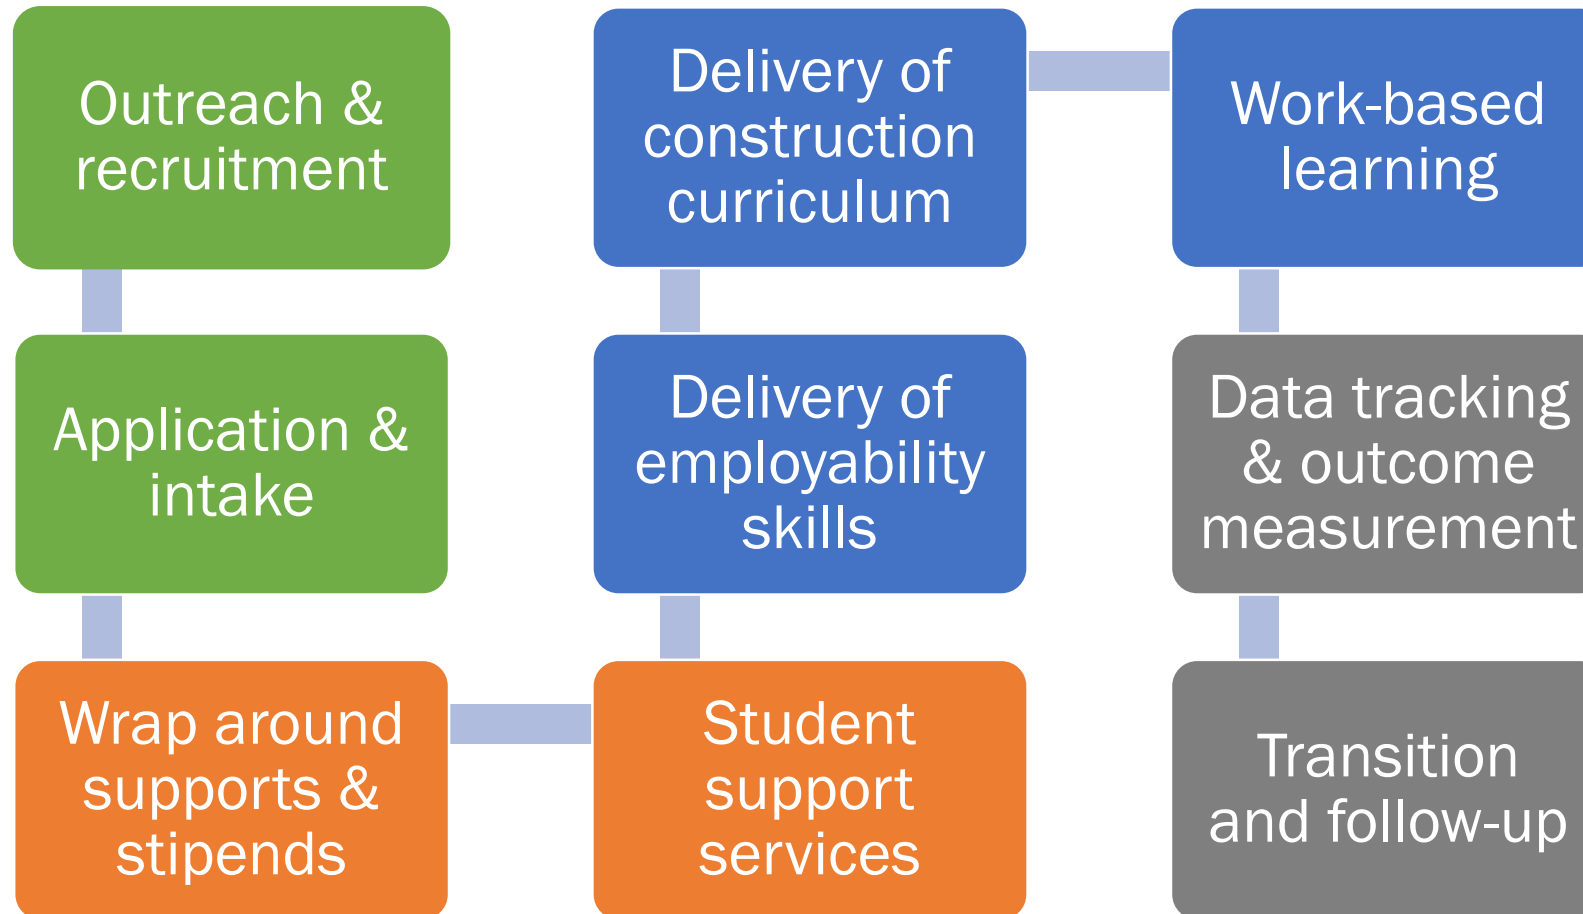 Outreach &
recruitment
Application &
intake
Wrap around
supports &
stipends
Student
support
services
Delivery of
employability
skills
Delivery of
construction
curriculum
Work-based
learning
Data tracking
& outcome
measurement
Transition
and follow-up